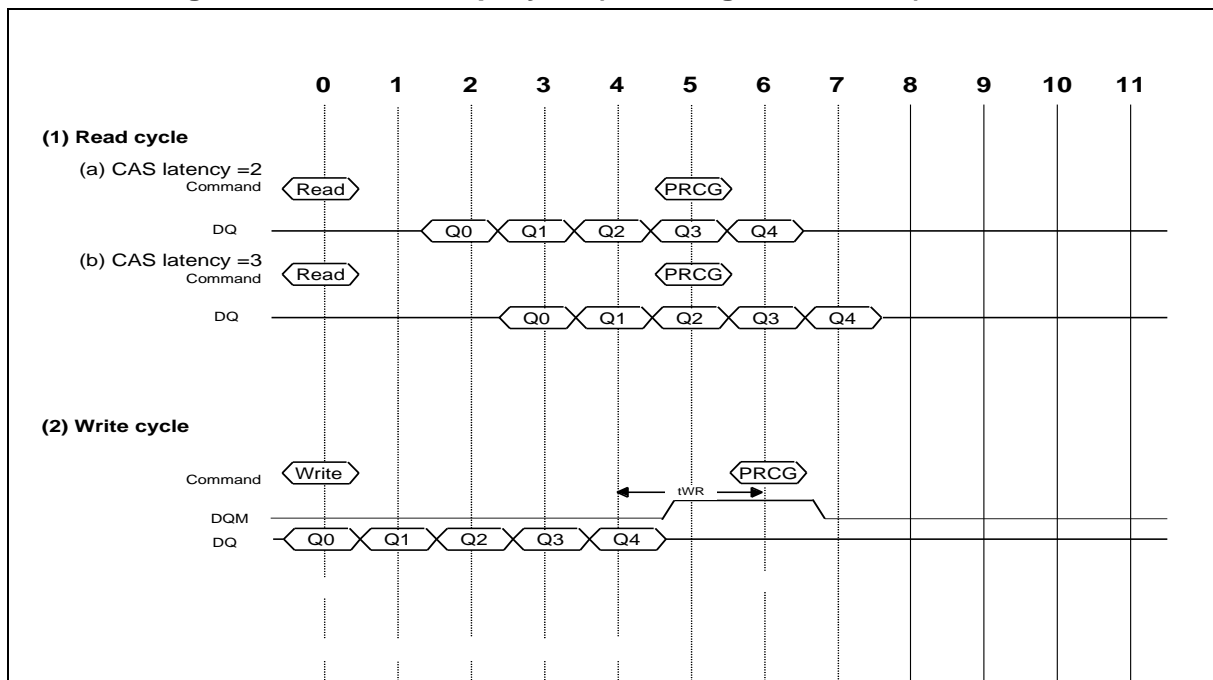 0 1 2 3 4 5 6 7 8 9 10 11
(1) Read cycle
(a) CAS latency =2
Command Read PRCG
DQ Q0 Q1 Q2 Q3 Q4
(b) CAS latency =3
Command Read PRCG
DQ Q0 Q1 Q2 Q3 Q4
(2) Write cycle
Command Write PRCG
tWR
DQM
DQ Q0 Q1 Q2 Q3 Q4